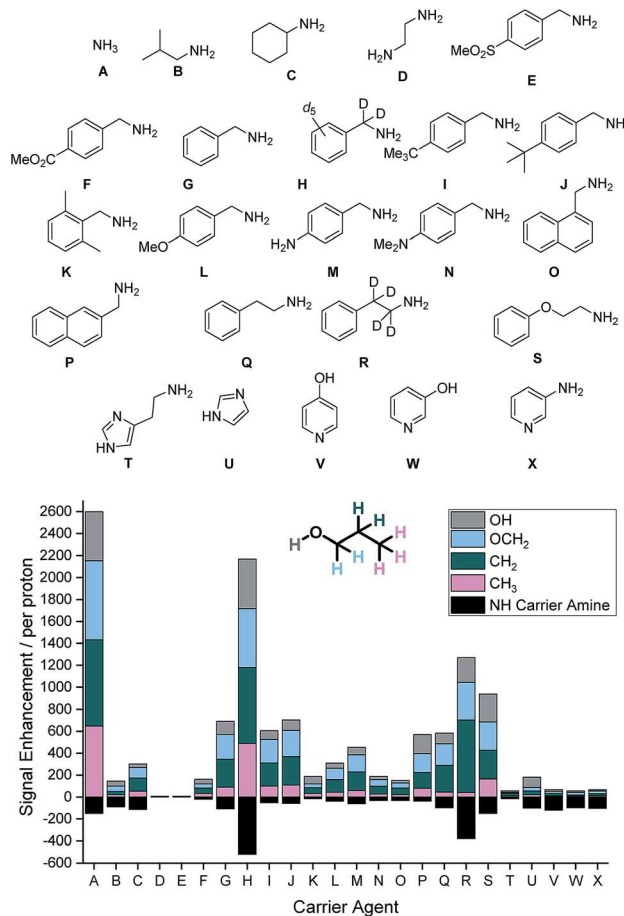 NH3 NH2 NH2 NH2 NH2 NH2 MeO2S
A B C D E
NH2 MeO2C NH2 d5 D D NH2 NH2 Me3C NH
F G H I J
NH2 NH2 MeO NH2 H2N NH2 Me2N NH2
K L M N O
NH2 NH2 D D NH2 D D O NH2
P Q R S
NH2 N HN N HN OH N OH N NH2 N
T U V W X
H H H
H O H
H H H H
OH
OCH2
CH2
CH3
NH Carrier Amine
Signal Enhancement / per proton
2600
2400
2200
2000
1800
1600
1400
1200
1000
800
600
400
200
0
-200
-400
-600
A B C D E F G H I J K L M N O P Q R S T U V W X
Carrier Agent